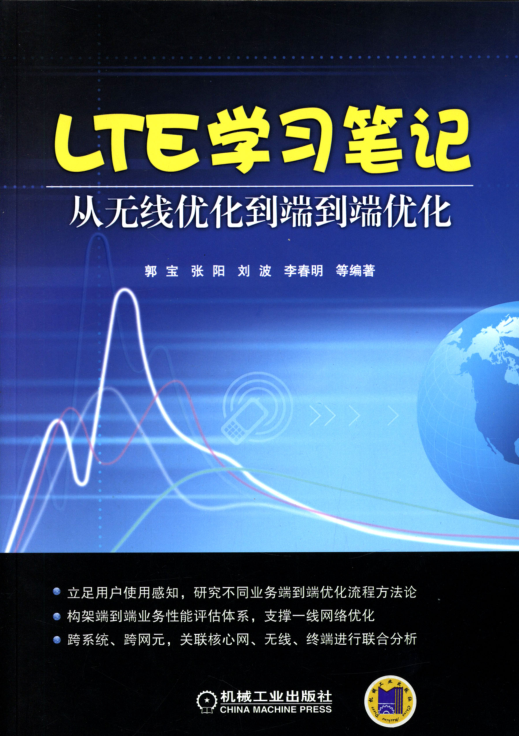 LTE学习笔记
从无线优化到端到端优化
郭 宝 张 阳 刘 波 李春明 等编著
立足用户使用感知，研究不同业务端到端优化流程方法论
构架端到端业务性能评估体系，支撑一线网络优化
跨系统、跨网元，关联核心网、无线、终端进行联合分析
机械工业出版社
CHINA MACHINE PRESS